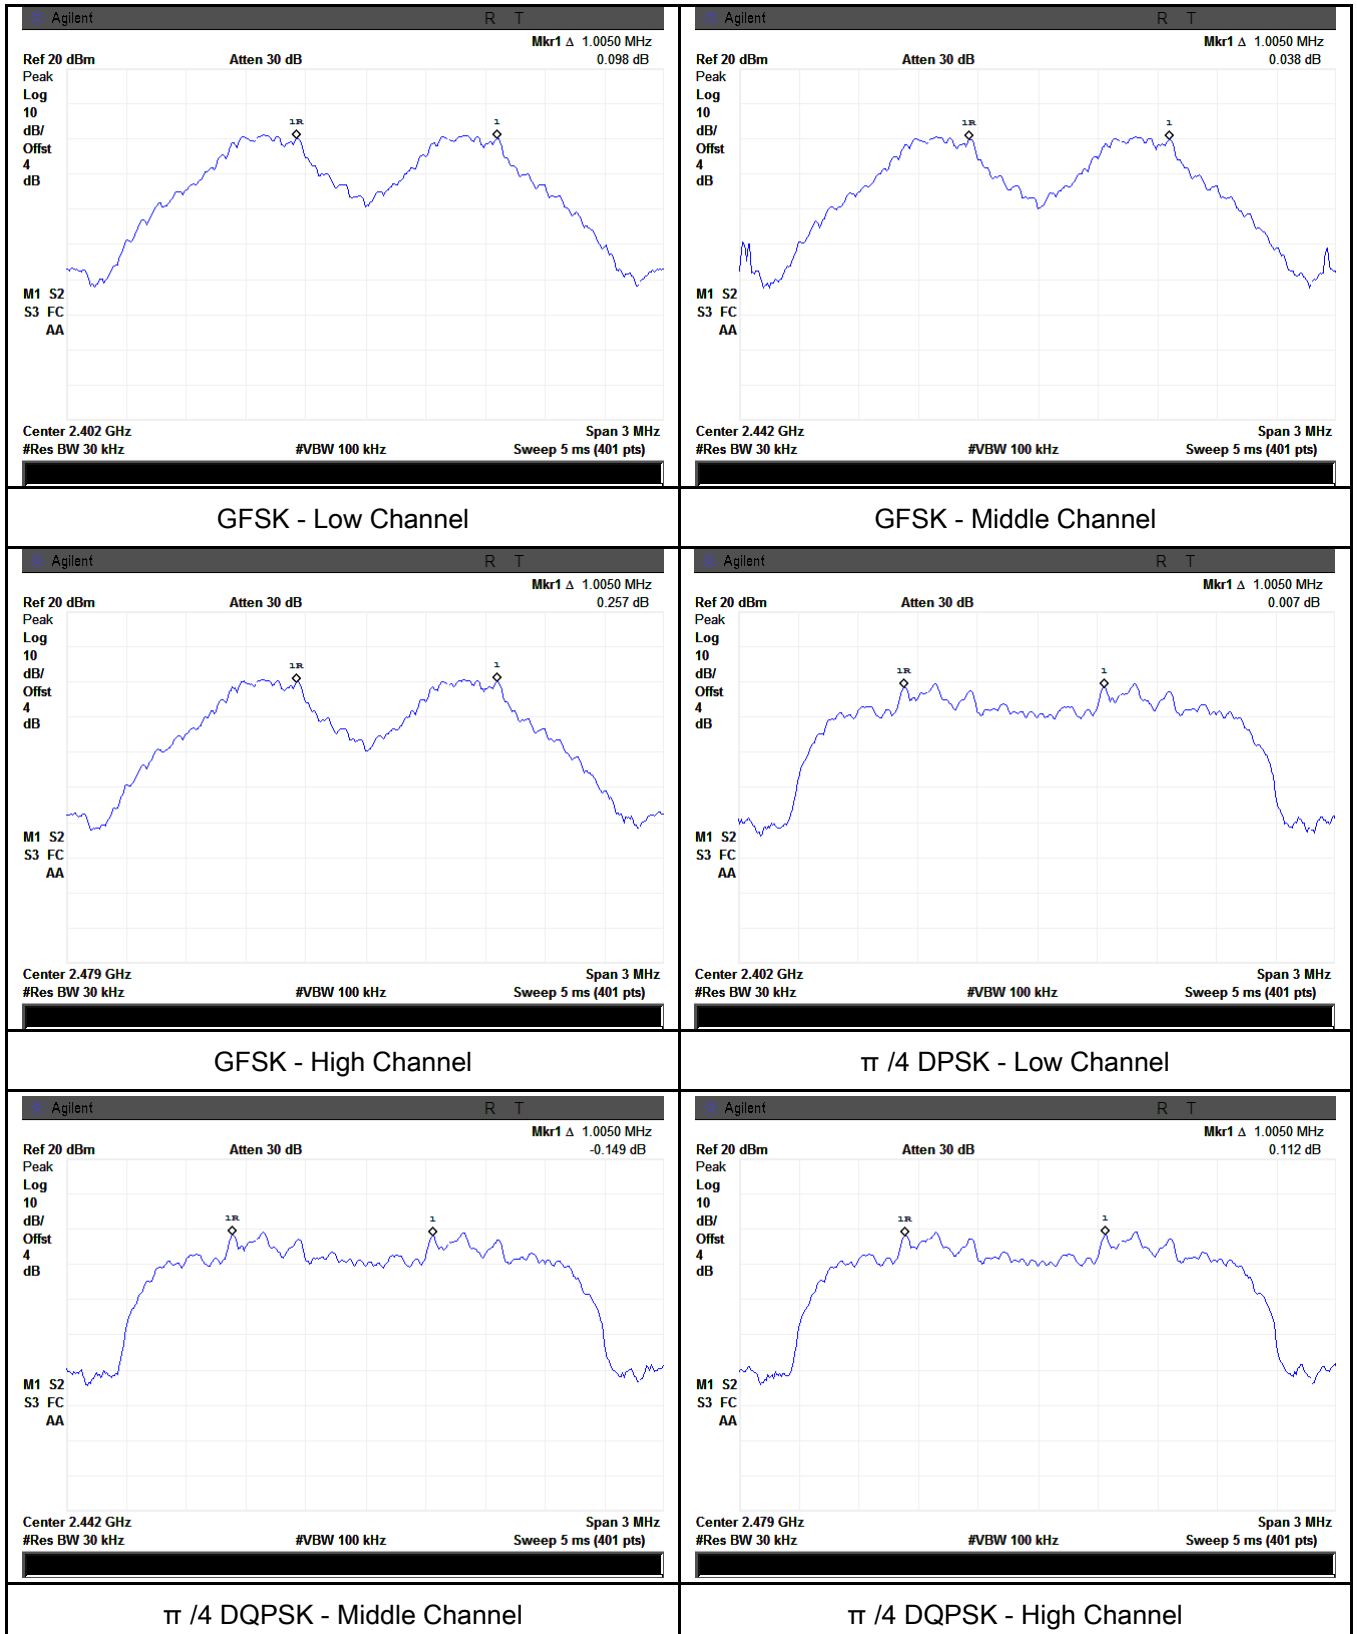 Agilent R T
Mkr1 Δ 1.0050 MHz
Ref 20 dBm Atten 30 dB 0.098 dB
Peak
Log
10
dB/
Offst
4
dB
1R 1
M1 S2
S3 FC
AA
Center 2.402 GHz Span 3 MHz
#Res BW 30 kHz #VBW 100 kHz Sweep 5 ms (401 pts)
GFSK - Low Channel
Agilent R T
Mkr1 Δ 1.0050 MHz
Ref 20 dBm Atten 30 dB 0.038 dB
Peak
Log
10
dB/
Offst
4
dB
1R 1
M1 S2
S3 FC
AA
Center 2.442 GHz Span 3 MHz
#Res BW 30 kHz #VBW 100 kHz Sweep 5 ms (401 pts)
GFSK - Middle Channel
Agilent R T
Mkr1 Δ 1.0050 MHz
Ref 20 dBm Atten 30 dB 0.257 dB
Peak
Log
10
dB/
Offst
4
dB
1R 1
M1 S2
S3 FC
AA
Center 2.479 GHz Span 3 MHz
#Res BW 30 kHz #VBW 100 kHz Sweep 5 ms (401 pts)
GFSK - High Channel
Agilent R T
Mkr1 Δ 1.0050 MHz
Ref 20 dBm Atten 30 dB 0.007 dB
Peak
Log
10
dB/
Offst
4
dB
1R 1
M1 S2
S3 FC
AA
Center 2.402 GHz Span 3 MHz
#Res BW 30 kHz #VBW 100 kHz Sweep 5 ms (401 pts)
π /4 DPSK - Low Channel
Agilent R T
Mkr1 Δ 1.0050 MHz
Ref 20 dBm Atten 30 dB -0.149 dB
Peak
Log
10
dB/
Offst
4
dB
1R 1
M1 S2
S3 FC
AA
Center 2.442 GHz Span 3 MHz
#Res BW 30 kHz #VBW 100 kHz Sweep 5 ms (401 pts)
π /4 DQPSK - Middle Channel
Agilent R T
Mkr1 Δ 1.0050 MHz
Ref 20 dBm Atten 30 dB 0.112 dB
Peak
Log
10
dB/
Offst
4
dB
1R 1
M1 S2
S3 FC
AA
Center 2.479 GHz Span 3 MHz
#Res BW 30 kHz #VBW 100 kHz Sweep 5 ms (401 pts)
π /4 DQPSK - High Channel